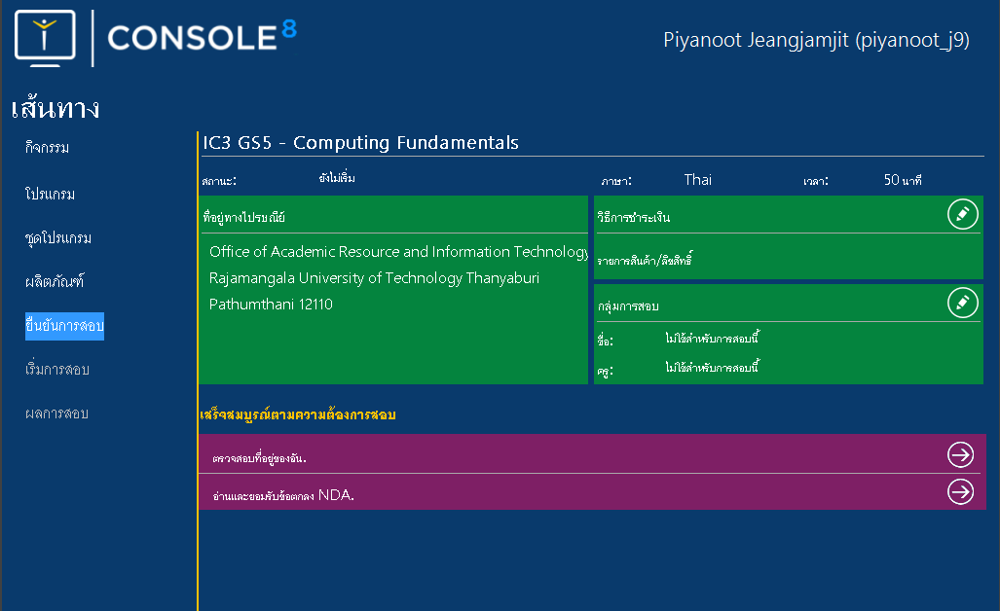 CONSOLE 8
Piyanoot Jeangjamjit (piyanoot_j9)
เส้นทาง
กิจกรรม
โปรแกรม
ชุดโปรแกรม
ผลิตภัณฑ์
ยืนยันการสอบ
เริ่มการสอบ
ผลการสอบ
IC3 GS5 - Computing Fundamentals
สถานะ: ยังไม่เริ่ม ภาษา: Thai เวลา: 50 นาที
ที่อยู่ทางไปรษณีย์
Office of Academic Resource and Information Technology
Rajamangala University of Technology Thanyaburi
Pathumthani 12110
วิธีการชำระเงิน
รายการสินค้า/ลิขสิทธิ์
กลุ่มการสอบ
ชื่อ: ไม่ใช้สำหรับการสอบนี้
ครู: ไม่ใช้สำหรับการสอบนี้
เสร็จสมบูรณ์ตามความต้องการสอบ
ตรวจสอบที่อยู่ของฉัน.
อ่านและยอมรับข้อตกลง NDA.